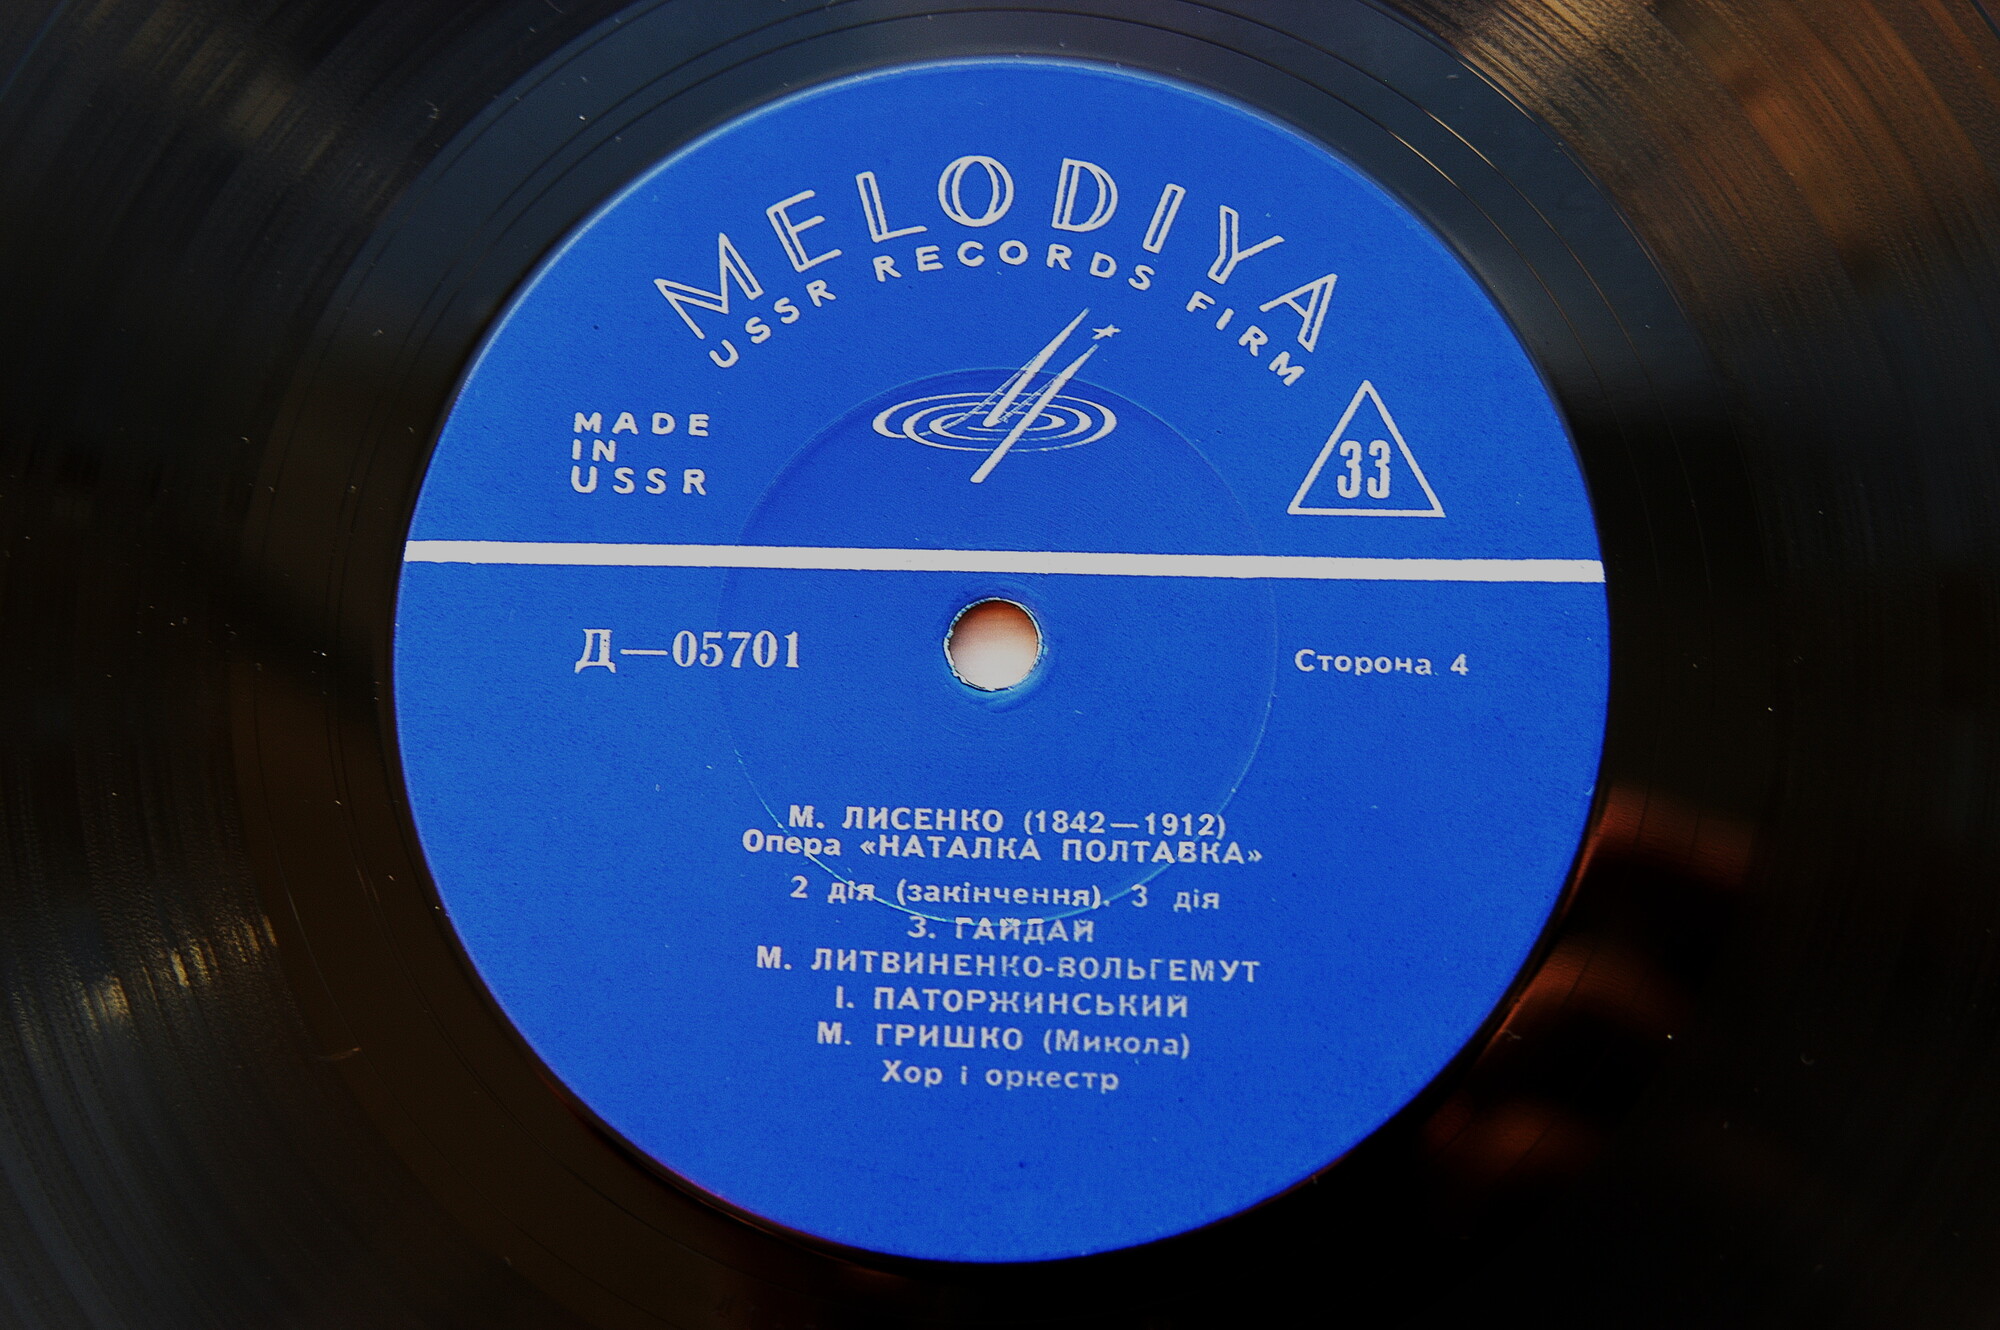 MELODIYA
USSR RECORDS FIRM
MADE
IN
USSR
33
Д—05701
Сторона 4
М. ЛИСЕНКО (1842—1912)
Опера «НАТАЛКА ПОЛТАВКА»
2 дія (закінчення). 3 дія
З. ГАЙДАЙ
М. ЛИТВИНЕНКО-ВОЛЬГЕМУТ
І. ПАТОРЖИНСЬКИЙ
М. ГРИШКО (Микола)
Хор і оркестр